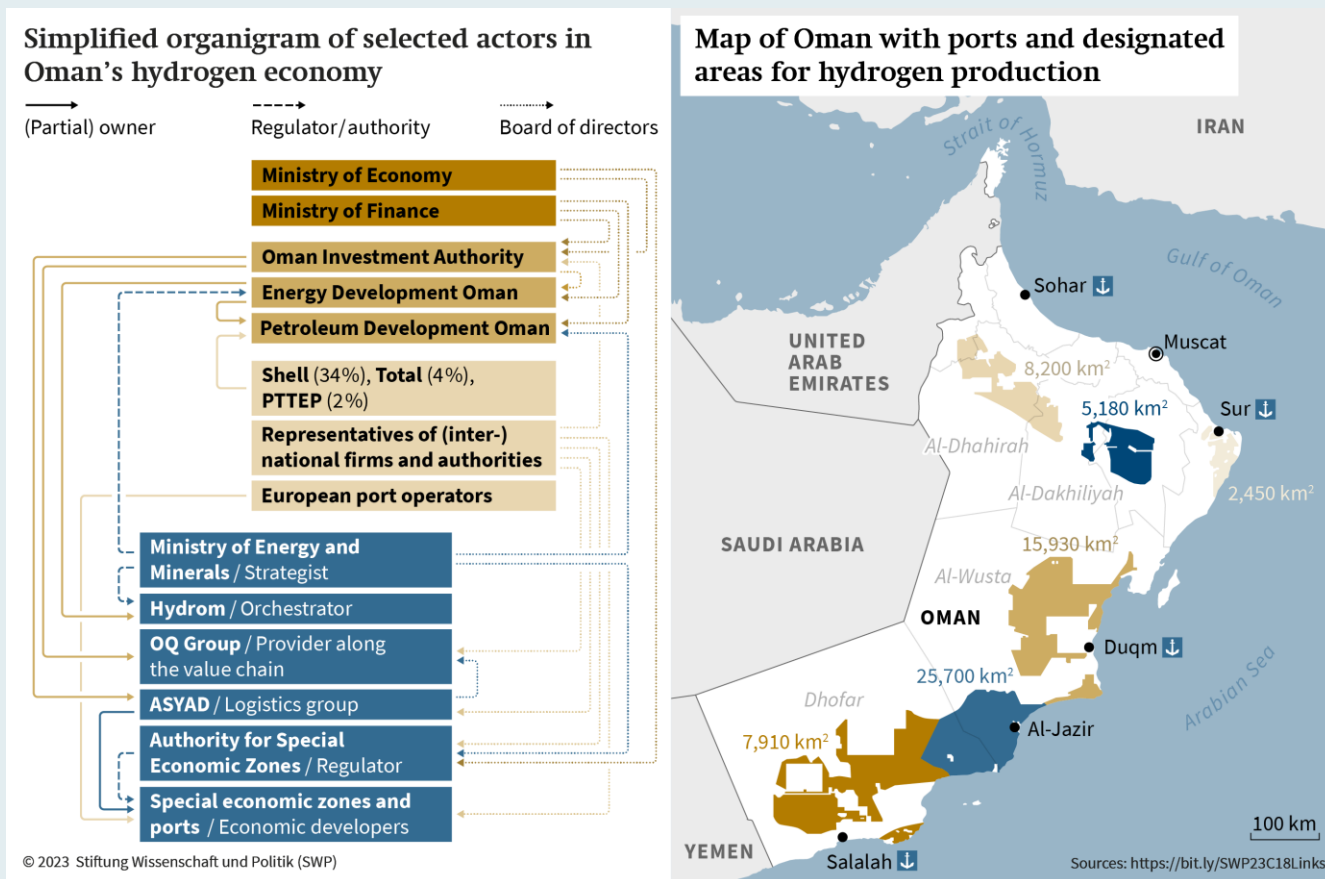 Simplified organigram of selected actors in
Oman's hydrogen economy
(Partial) owner
Regulator/authority
Board of directors
Ministry of Economy
Ministry of Finance
Oman Investment Authority
Energy Development Oman
Petroleum Development Oman
Shell (34%), Total (4%),
PTTEP (2%)
Representatives of (inter-)
national firms and authorities
European port operators
Ministry of Energy and
Minerals / Strategist
Hydrom / Orchestrator
OQ Group / Provider along
the value chain
ASYAD / Logistics group
Authority for Special
Economic Zones / Regulator
Special economic zones and
ports / Economic developers
© 2023 Stiftung Wissenschaft und Politik (SWP)
Map of Oman with ports and designated
areas for hydrogen production
IRAN
Strait of Hormuz
Gulf of Oman
Sohar
Muscat
UNITED
ARAB
EMIRATES
8,200 km²
5,180 km²
Sur
Al-Dhahirah
Al-Dakhiliyah
2,450 km²
SAUDI ARABIA
15,930 km²
Al-Wusta
OMAN
Duqm
25,700 km²
Arabian Sea
Dhofar
Al-Jazir
7,910 km²
100 km
YEMEN
Salalah
Sources: https://bit.ly/SWP23C18Links